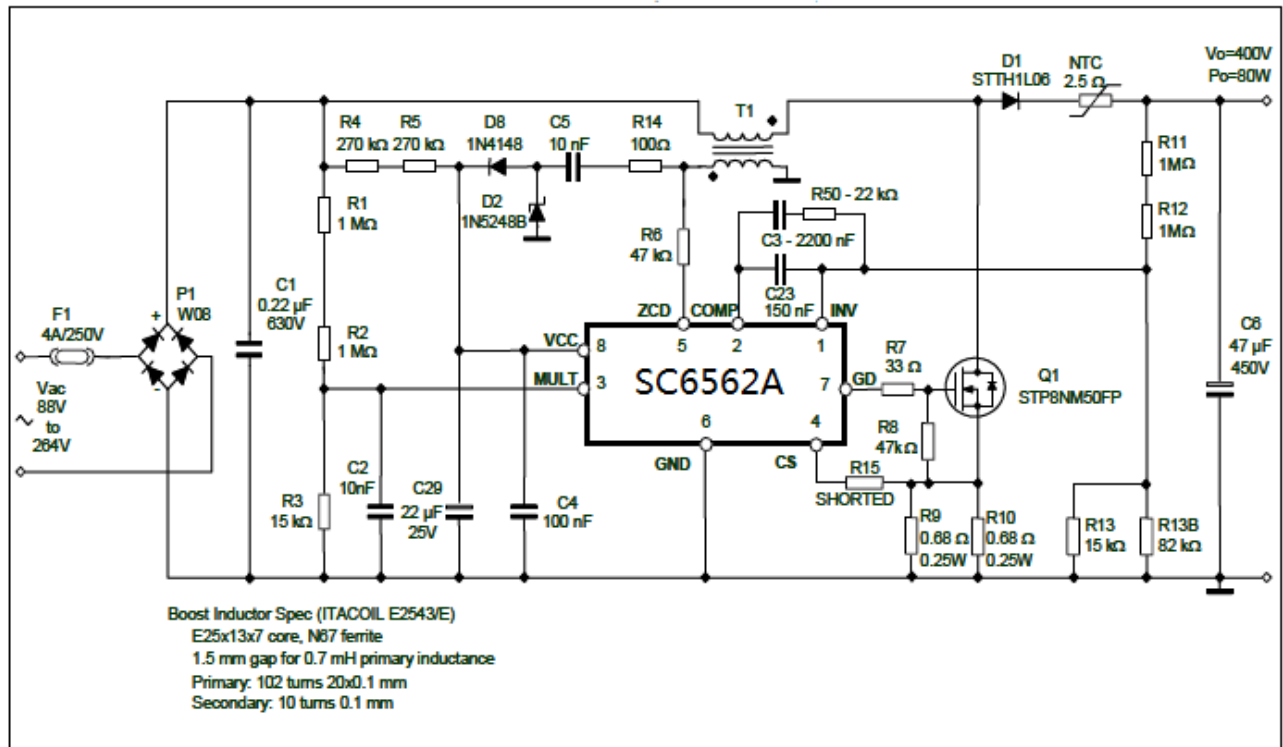 Vo=400V
Po=80W
D1
STTH1L06
NTC
2.5 Ω
T1
R4
270 kΩ
R5
270 kΩ
D8
1N4148
C5
10 nF
R14
100Ω
R11
1MΩ
R1
1 MΩ
D2
1N5248B
R50 - 22 kΩ
R12
1MΩ
R6
47 kΩ
C3 - 2200 nF
C23
150 nF
P1
W08
C1
0.22 µF
630V
F1
4A/250V
+
-
ZCD
COMP
INV
R2
1 MΩ
VCC
8
5
2
1
R7
33 Ω
C6
47 µF
450V
Vac
88V
to
264V
MULT
3
SC6562A
7
GD
Q1
STP8NM50FP
6
4
R8
47kΩ
GND
CS
R15
SHORTED
C2
10nF
C29
22 µF
25V
C4
100 nF
R3
15 kΩ
R9
0.68 Ω
0.25W
R10
0.68 Ω
0.25W
R13
15 kΩ
R13B
82 kΩ
Boost Inductor Spec (ITACOIL E2543/E)
E25x13x7 core, N67 ferrite
1.5 mm gap for 0.7 mH primary inductance
Primary: 102 turns 20x0.1 mm
Secondary: 10 turns 0.1 mm